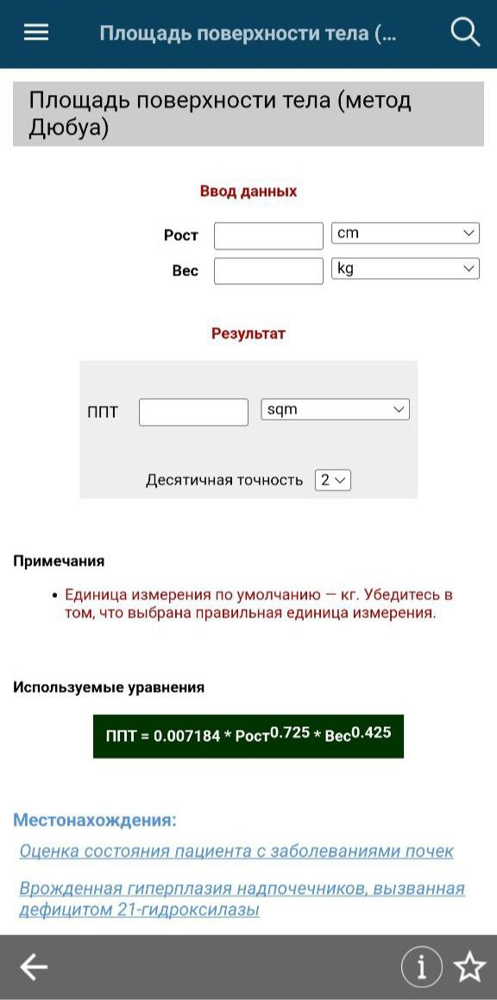 Площадь поверхности тела (...
Площадь поверхности тела (метод
Дюбуа)
Ввод данных
Рост cm
Вес kg
Результат
ППТ sqm
Десятичная точность 2
Примечания
• Единица измерения по умолчанию — кг. Убедитесь в
том, что выбрана правильная единица измерения.
Используемые уравнения
ППТ = 0.007184 * Рост^0.725 * Вес^0.425
Местонахождения:
Оценка состояния пациента с заболеваниями почек
Врожденная гиперплазия надпочечников, вызванная
дефицитом 21-гидроксилазы